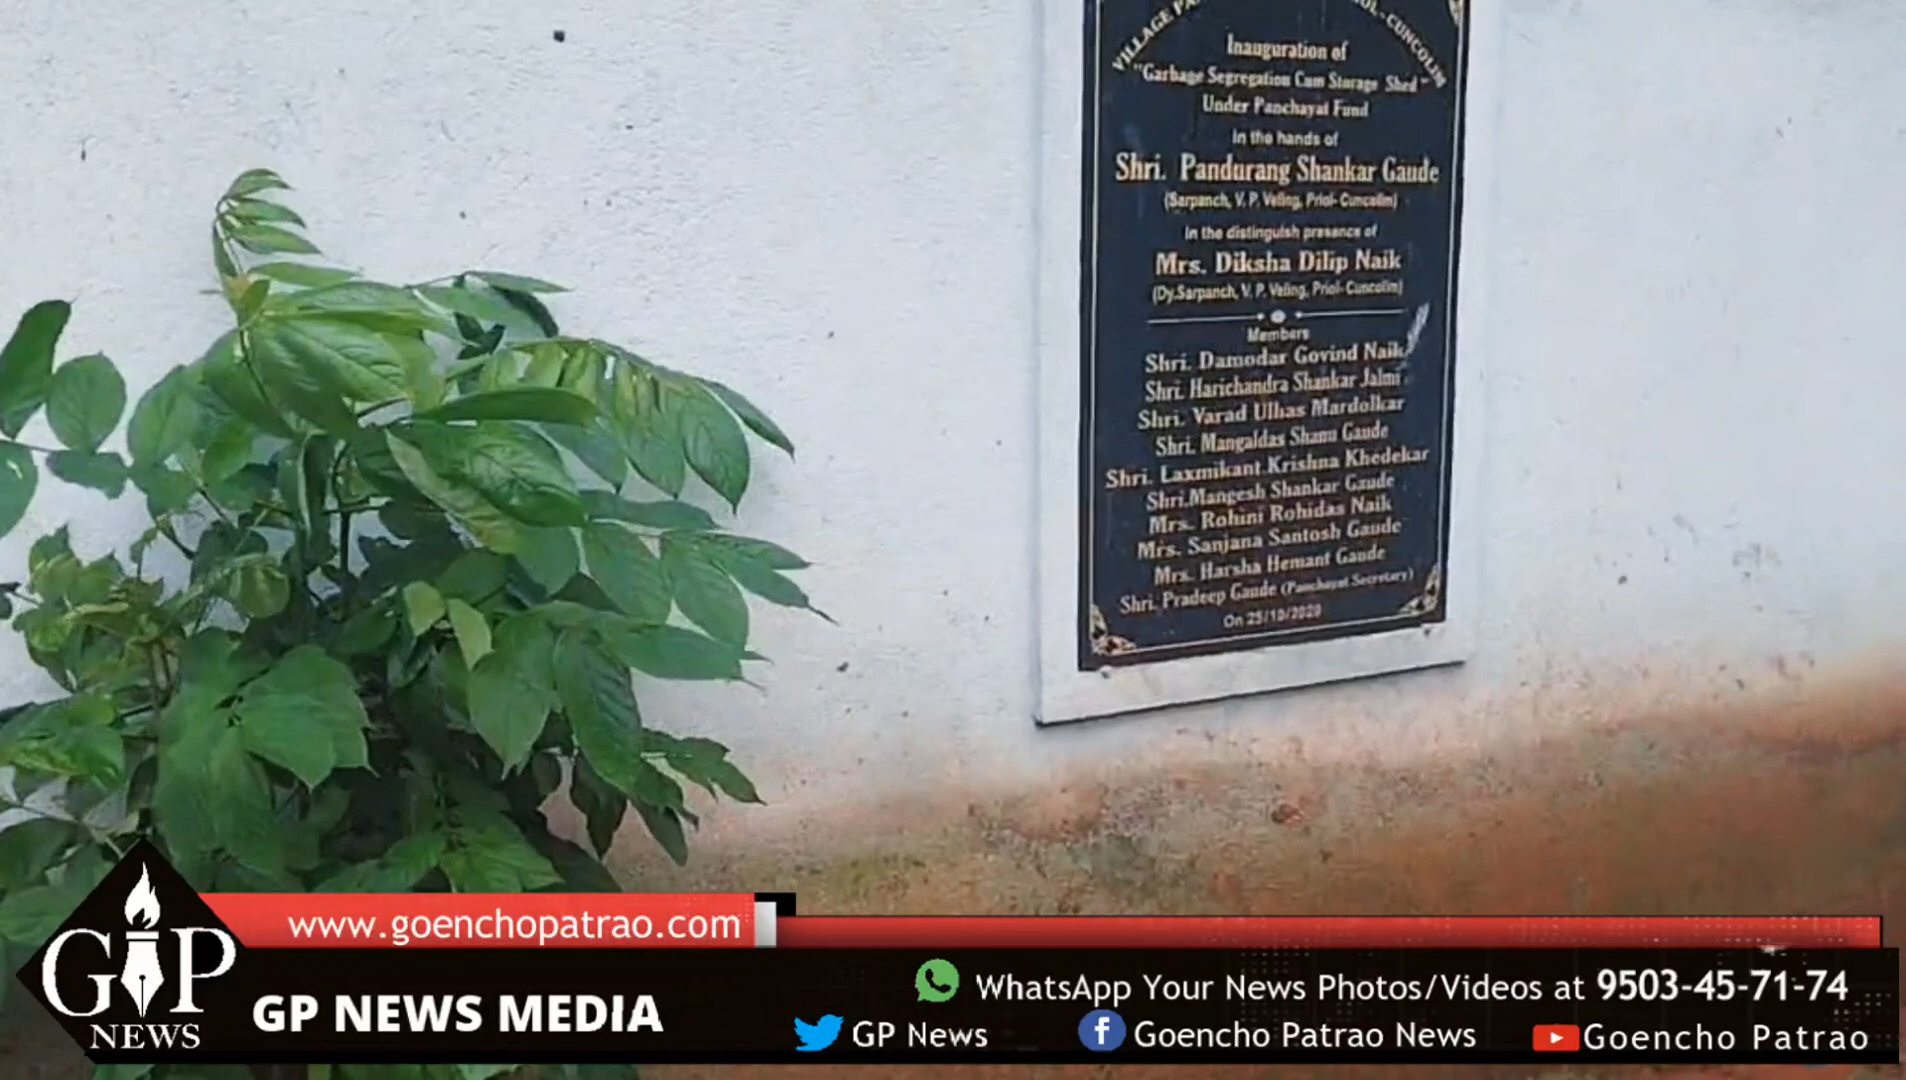 VILLAGE
OL-CUNCOLIM
Inauguration of
"Garbage Segregation Cum Storage Shed"
Under Panchayat Fund
in the hands of
Shri. Pandurang Shankar Gaude
(Sarpanch, V. P. Veling, Priol-Cuncolim)
in the distinguish presence of
Mrs. Diksha Dilip Naik
(Dy.Sarpanch, V. P. Veling, Priol-Cuncolim)
Members
Shri. Damodar Govind Naik
Shri. Harichandra Shankar Jalmi
Shri. Varad Ulhas Mardolkar
Shri. Mangaldas Shanu Gaude
Shri. Laxmikant Krishna Khedekar
Shri.Mangesh Shankar Gaude
Mrs. Rohini Rohidas Naik
Mrs. Sanjana Santosh Gaude
Mrs. Harsha Hemant Gaude
Shri. Pradeep Gaude (Panchayat Secretary)
On 25/10/2020
www.goenchopatrao.com
GP
NEWS
GP NEWS MEDIA
WhatsApp Your News Photos/Videos at 9503-45-71-74
GP News
Goencho Patrao News
Goencho Patrao